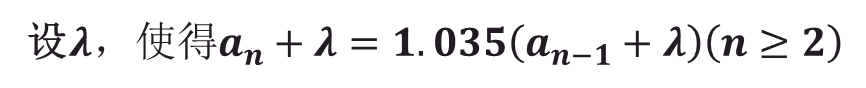 设λ，使得aₙ + λ = 1.035(aₙ₋₁ + λ)(n ≥ 2)